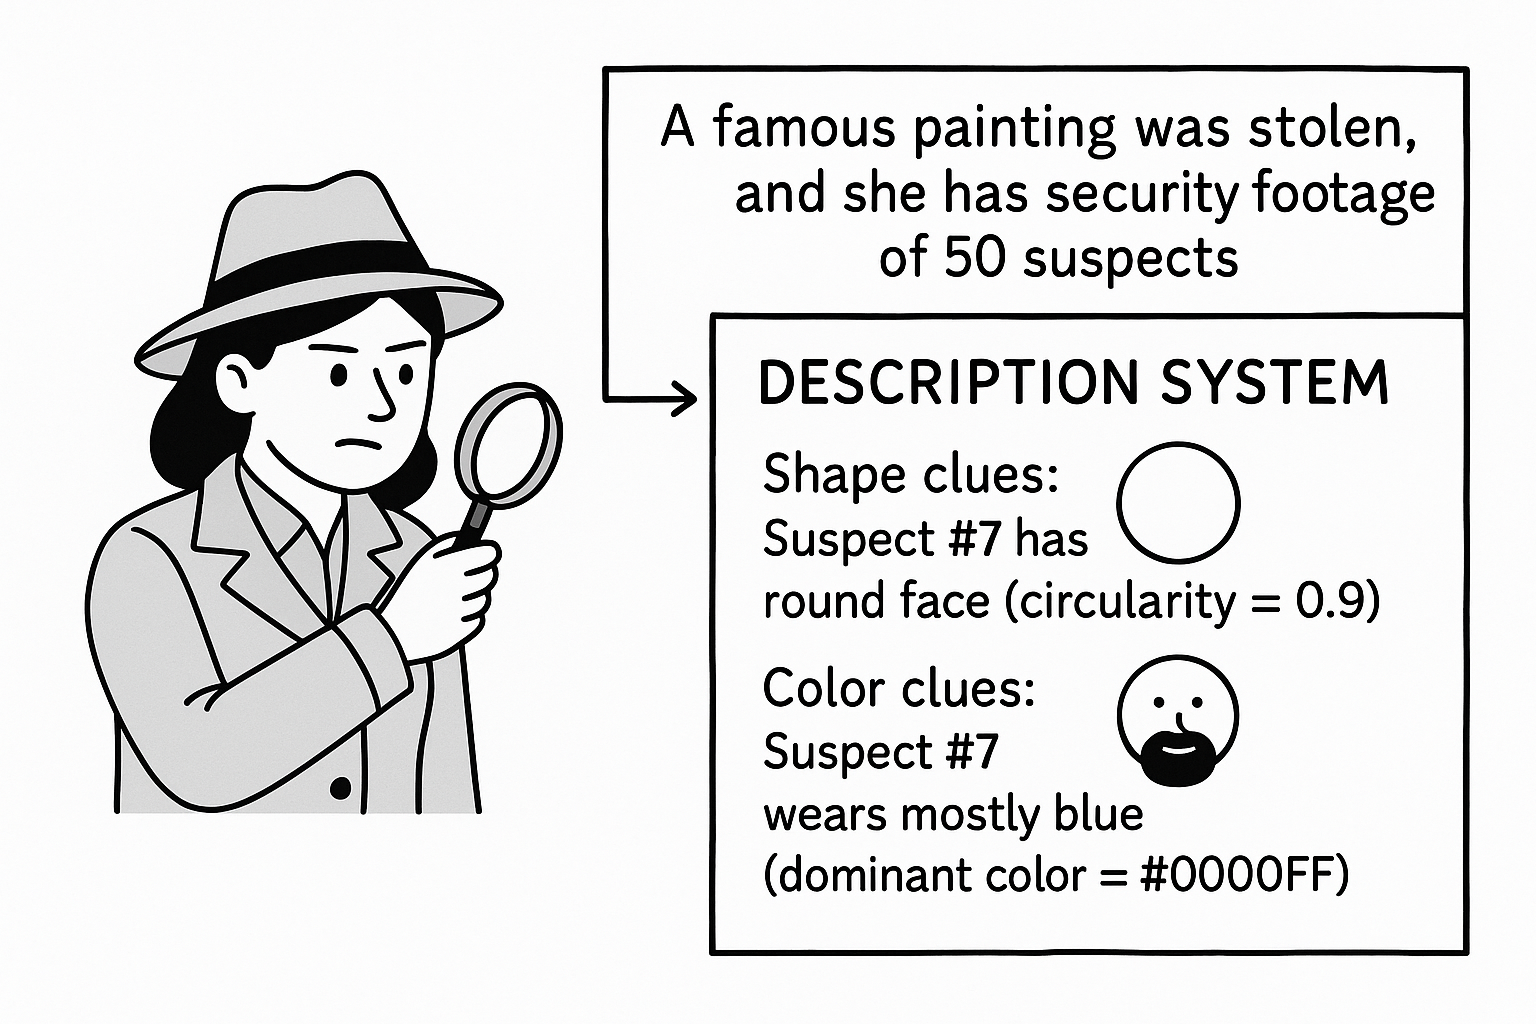 A famous painting was stolen,
and she has security footage
of 50 suspects
DESCRIPTION SYSTEM
Shape clues:
Suspect #7 has
round face (circularity = 0.9)
Color clues:
Suspect #7
wears mostly blue
(dominant color = #0000FF)